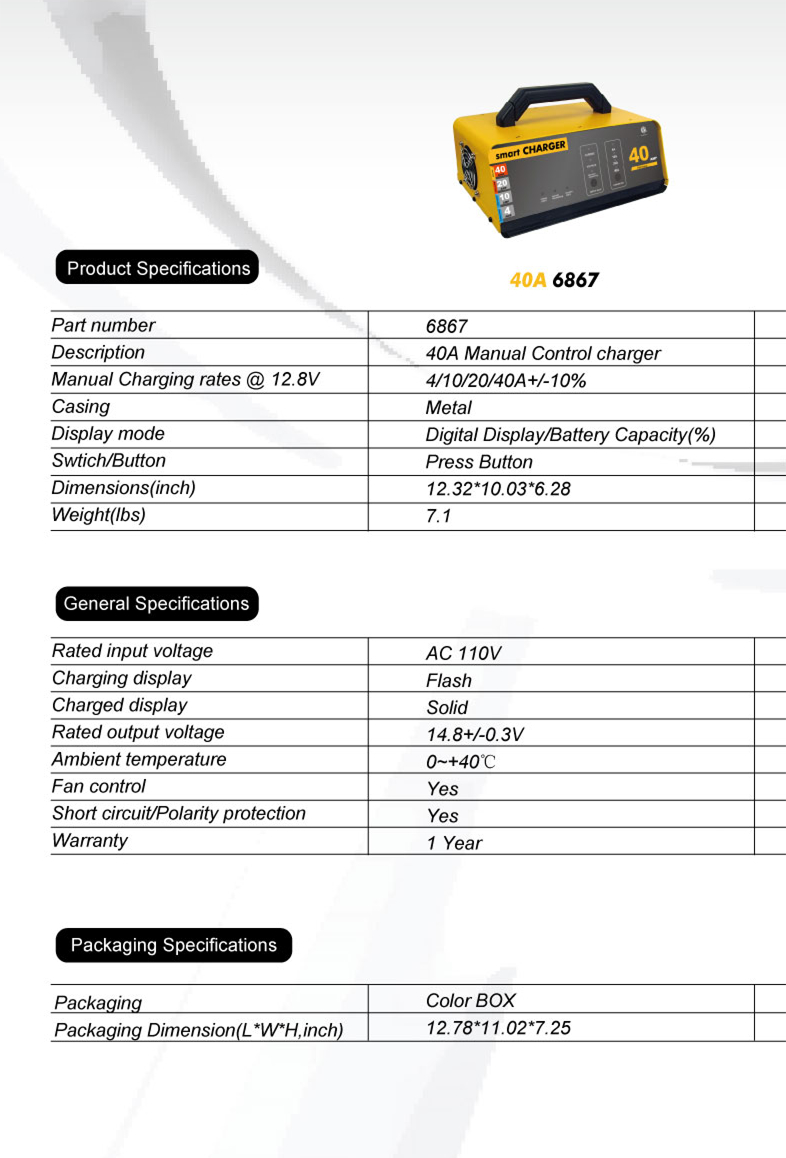 smart CHARGER
40
40
20
10
4
Product Specifications
40A 6867
Part number 6867
Description 40A Manual Control charger
Manual Charging rates @ 12.8V 4/10/20/40A+/-10%
Casing Metal
Display mode Digital Display/Battery Capacity(%)
Swtich/Button Press Button
Dimensions(inch) 12.32*10.03*6.28
Weight(lbs) 7.1
General Specifications
Rated input voltage AC 110V
Charging display Flash
Charged display Solid
Rated output voltage 14.8+/-0.3V
Ambient temperature 0~+40℃
Fan control Yes
Short circuit/Polarity protection Yes
Warranty 1 Year
Packaging Specifications
Packaging Color BOX
Packaging Dimension(L*W*H,inch) 12.78*11.02*7.25